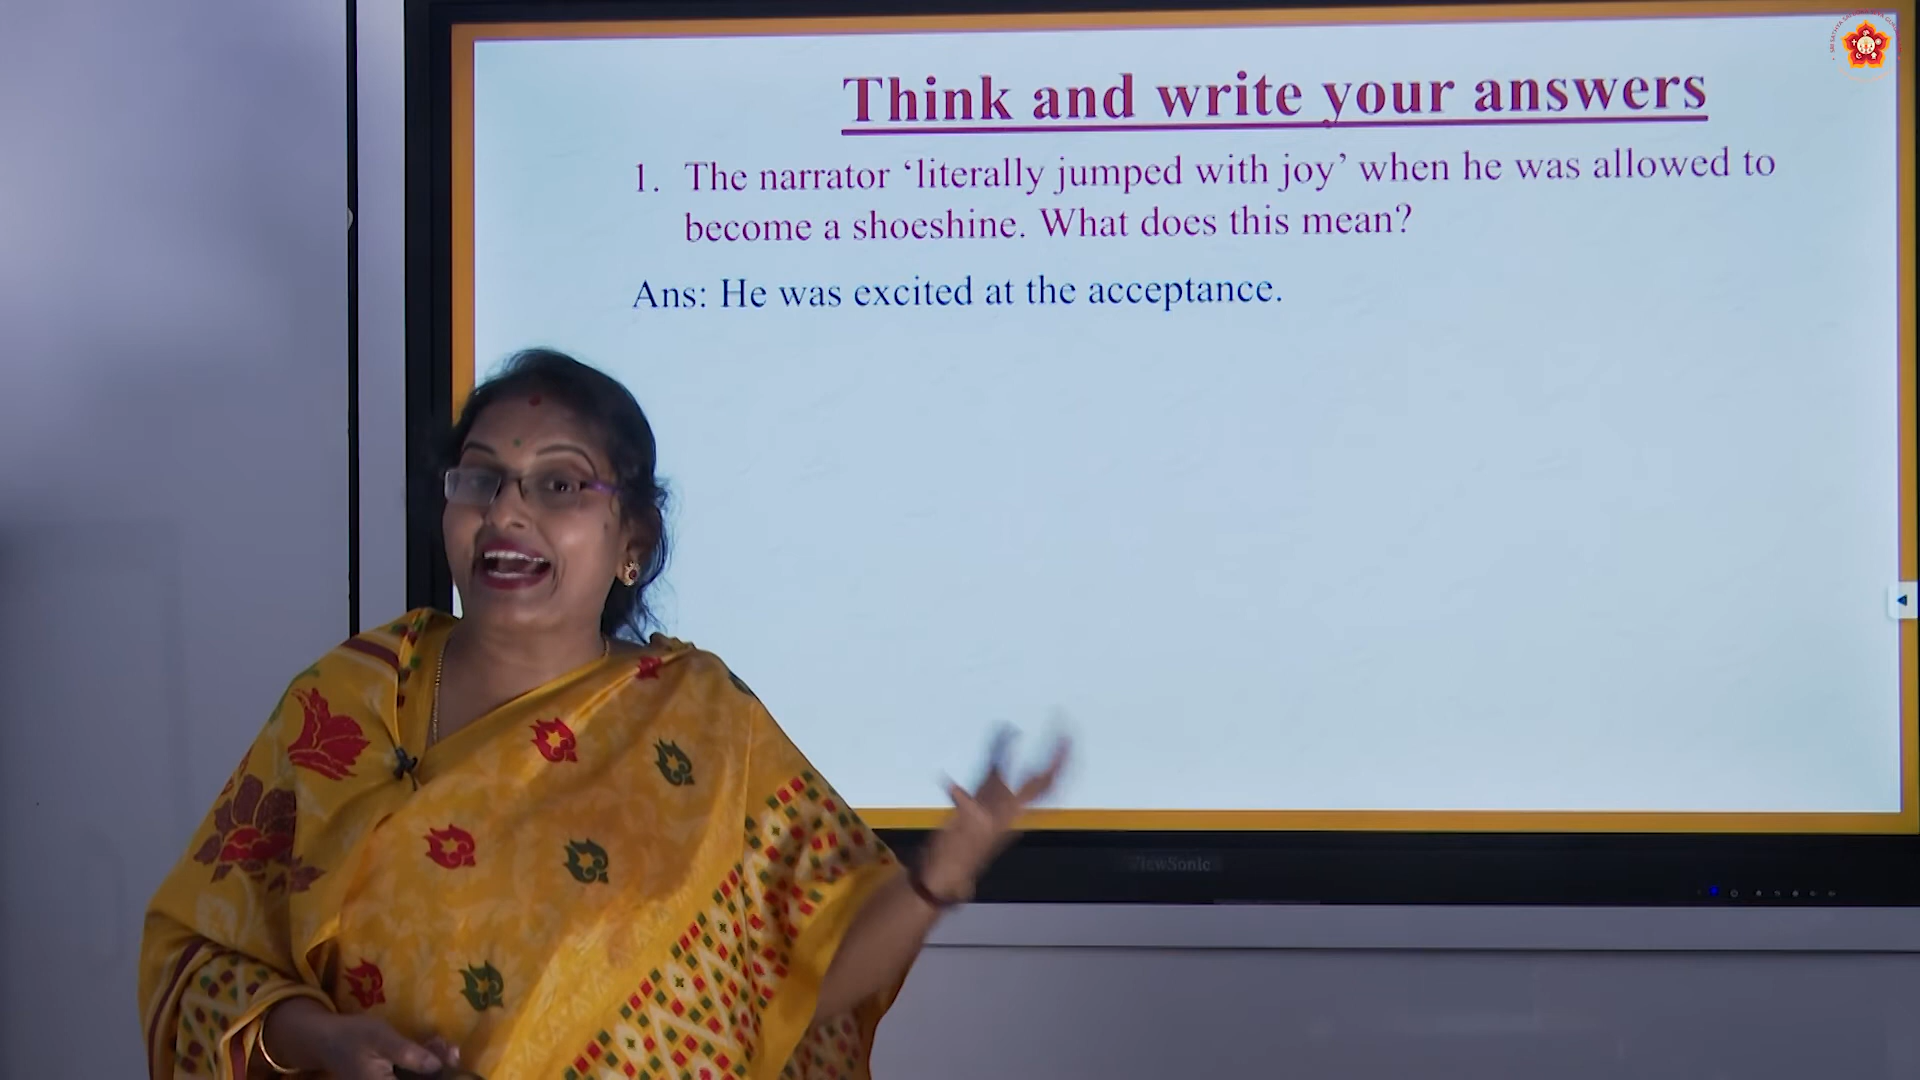 Think and write your answers
1. The narrator ‘literally jumped with joy’ when he was allowed to
become a shoeshine. What does this mean?
Ans: He was excited at the acceptance.
ViewSonic